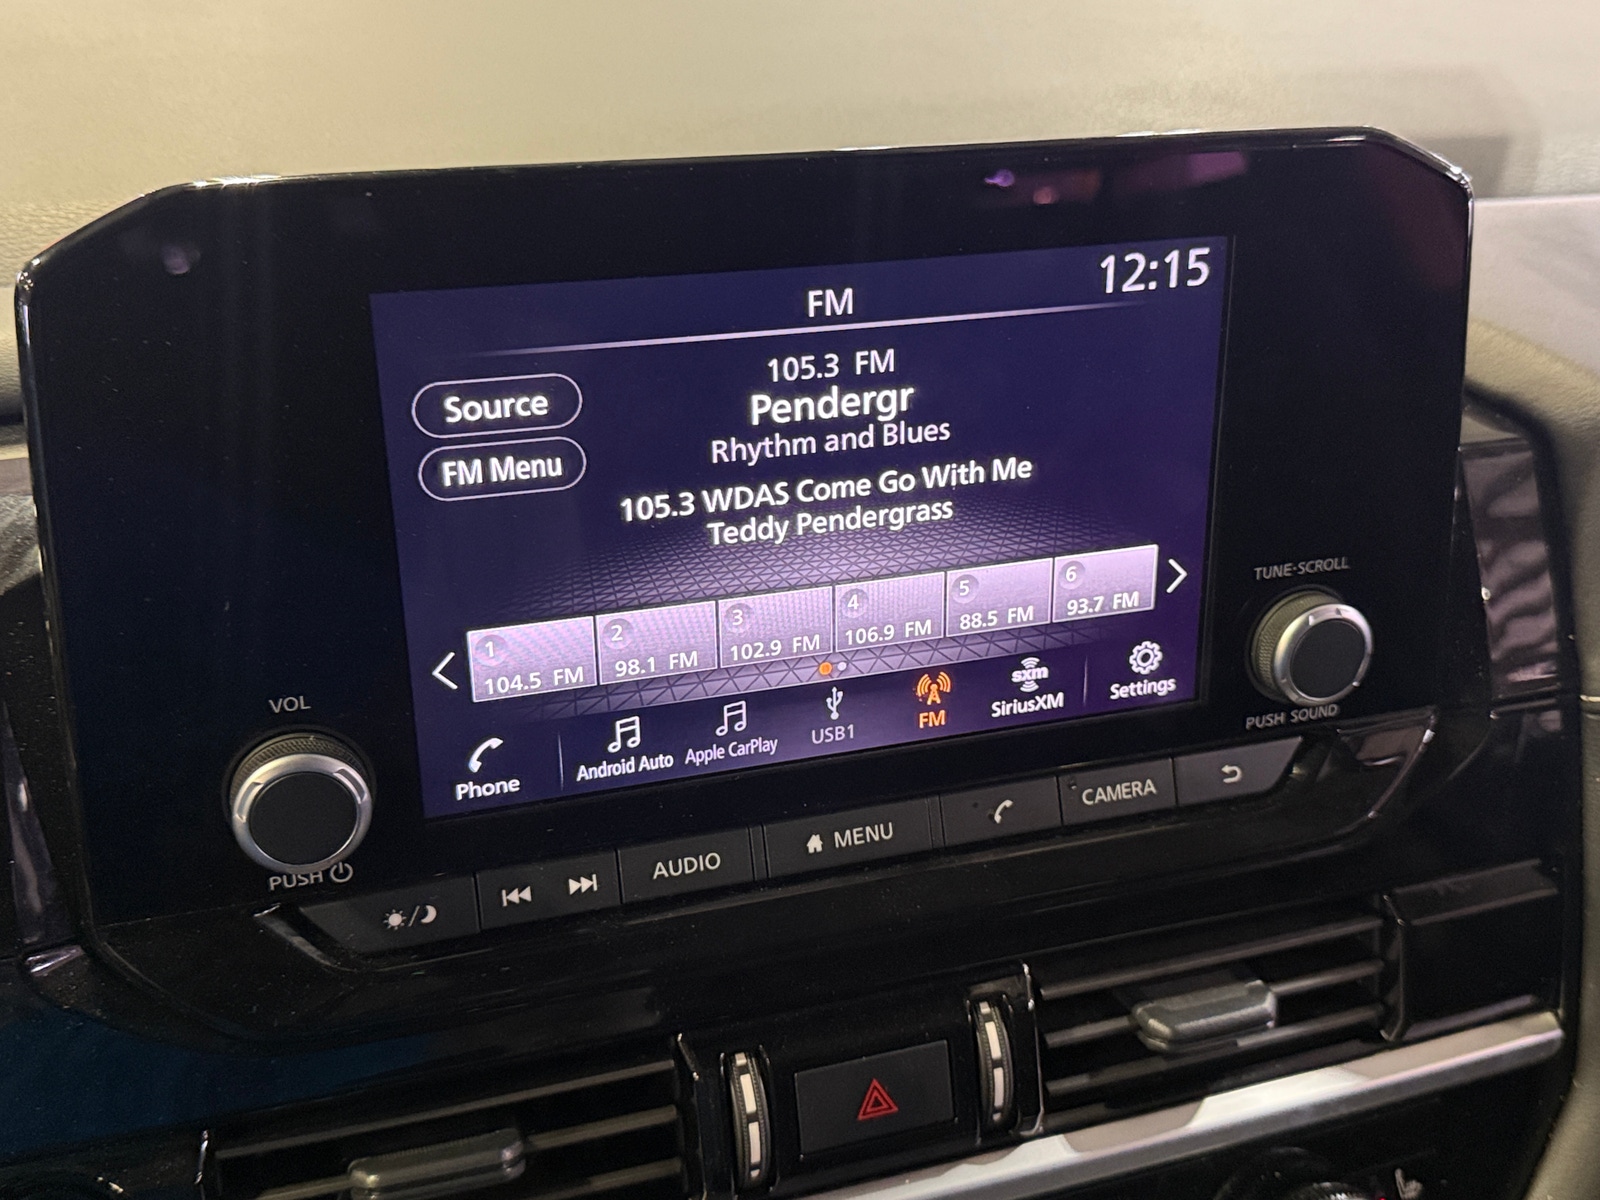 12:15
FM
105.3 FM
Pendergr
Rhythm and Blues
105.3 WDAS Come Go With Me
Teddy Pendergrass
Source
FM Menu
1
104.5 FM
2
98.1 FM
3
102.9 FM
4
106.9 FM
5
88.5 FM
6
93.7 FM
Phone
Android Auto
Apple CarPlay
USB1
FM
sxm
SiriusXM
Settings
VOL
PUSH
TUNE·SCROLL
PUSH SOUND
AUDIO
MENU
CAMERA